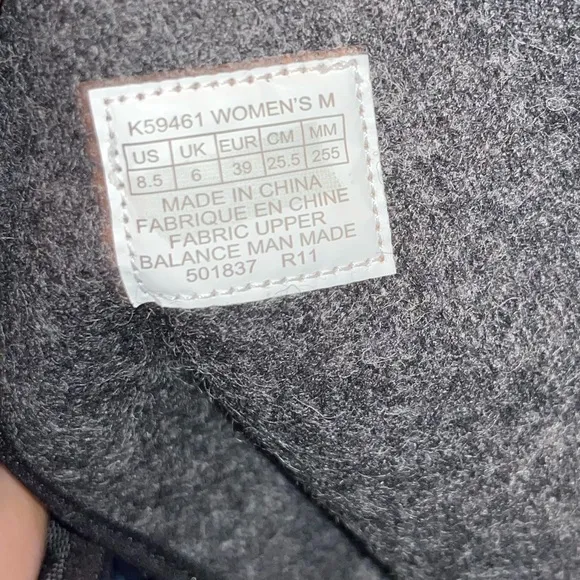 K59461 WOMEN'S M
US UK EUR CM MM
8.5 6 39 25.5 255
MADE IN CHINA
FABRIQUE EN CHINE
FABRIC UPPER
BALANCE MAN MADE
501837 R11